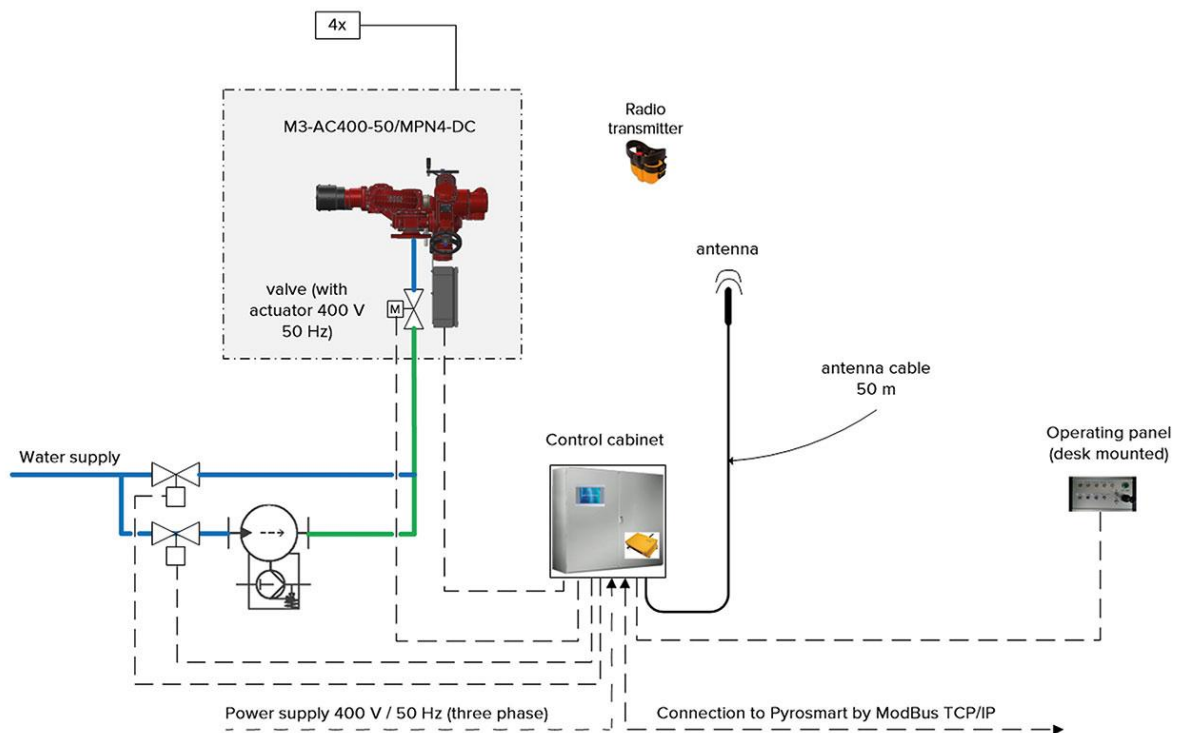 4x
M3-AC400-50/MPN4-DC
Radio
transmitter
antenna
valve (with
actuator 400 V
50 Hz)
M
antenna cable
50 m
Control cabinet
Operating panel
(desk mounted)
Water supply
Power supply 400 V / 50 Hz (three phase)
Connection to Pyrosmart by ModBus TCP/IP